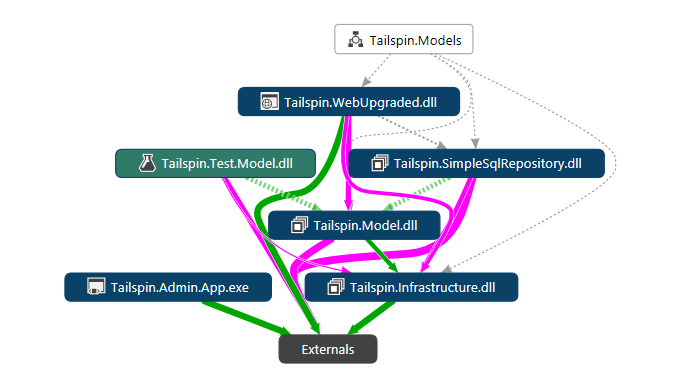 Tailspin.Models
Tailspin.WebUpgraded.dll
Tailspin.Test.Model.dll
Tailspin.SimpleSqlRepository.dll
Tailspin.Model.dll
Tailspin.Admin.App.exe
Tailspin.Infrastructure.dll
Externals